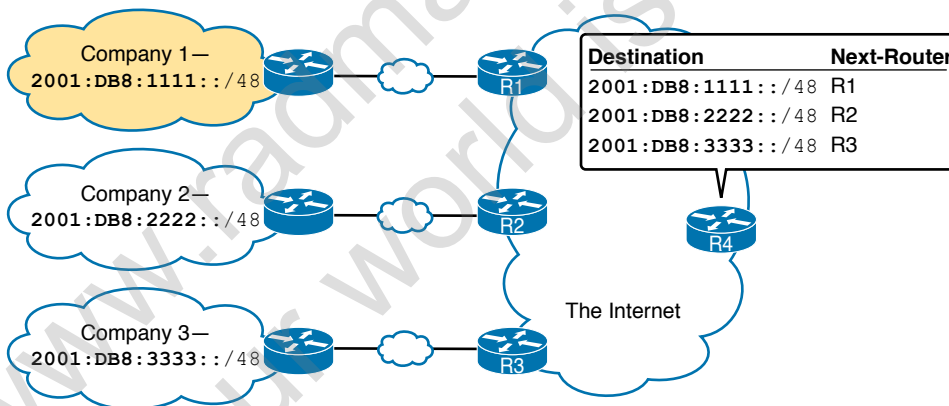 Company 1—
2001:DB8:1111::/48
R1
Destination Next-Router
2001:DB8:1111::/48 R1
2001:DB8:2222::/48 R2
2001:DB8:3333::/48 R3
Company 2—
2001:DB8:2222::/48
R2
R4
The Internet
Company 3—
2001:DB8:3333::/48
R3